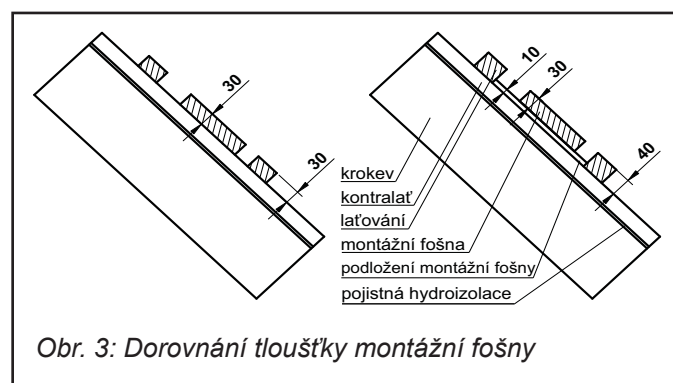 30
30
10
30
40
krokev
kontralať
laťování
montážní fošna
podložení montážní fošny
pojistná hydroizolace
Obr. 3: Dorovnání tloušťky montážní fošny